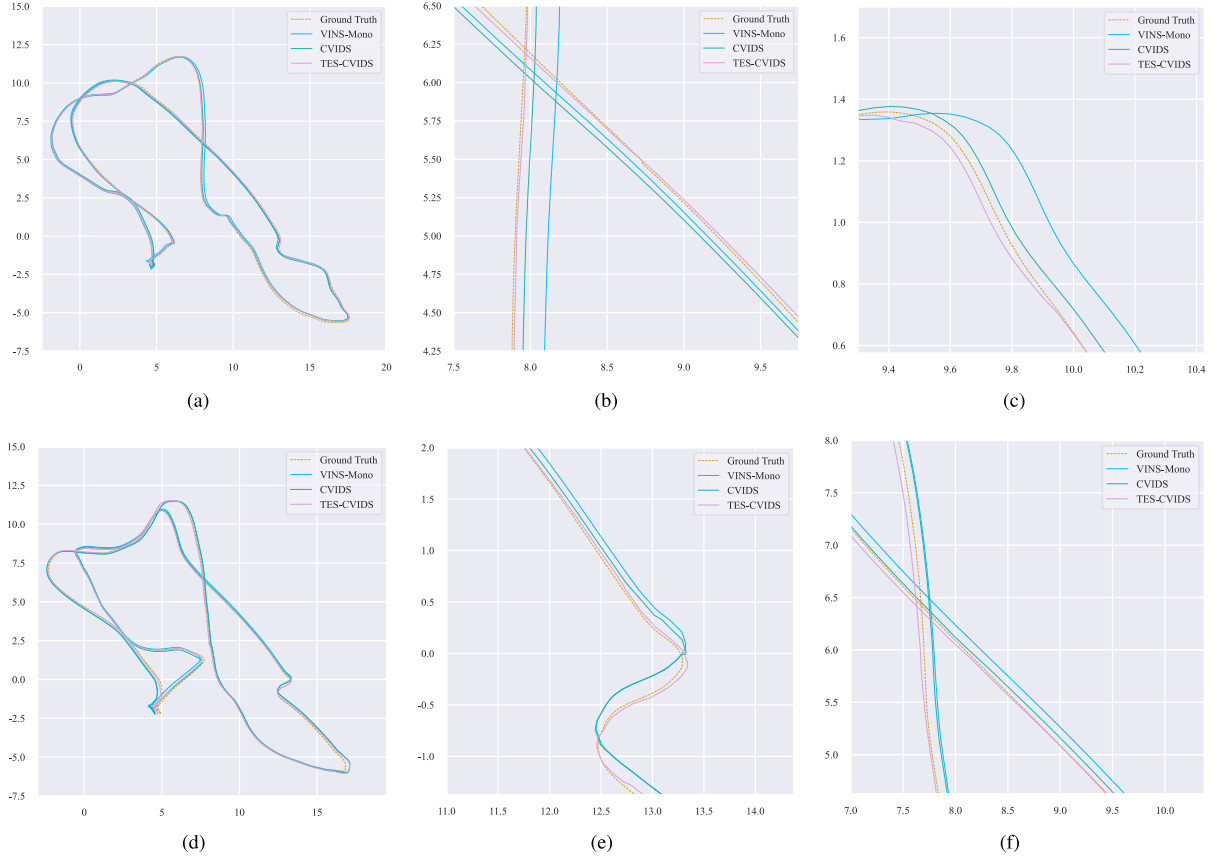 15.0
12.5
10.0
7.5
5.0
2.5
0.0
-2.5
-5.0
-7.5
0
5
10
15
20
Ground Truth
VINS-Mono
CVIDS
TES-CVIDS
(a)
6.50
6.25
6.00
5.75
5.50
5.25
5.00
4.75
4.50
4.25
7.5
8.0
8.5
9.0
9.5
Ground Truth
VINS-Mono
CVIDS
TES-CVIDS
(b)
1.6
1.4
1.2
1.0
0.8
0.6
9.4
9.6
9.8
10.0
10.2
10.4
Ground Truth
VINS-Mono
CVIDS
TES-CVIDS
(c)
15.0
12.5
10.0
7.5
5.0
2.5
0.0
-2.5
-5.0
-7.5
0
5
10
15
Ground Truth
VINS-Mono
CVIDS
TES-CVIDS
(d)
2.0
1.5
1.0
0.5
0.0
-0.5
-1.0
11.0
11.5
12.0
12.5
13.0
13.5
14.0
Ground Truth
VINS-Mono
CVIDS
TES-CVIDS
(e)
8.0
7.5
7.0
6.5
6.0
5.5
5.0
7.0
7.5
8.0
8.5
9.0
9.5
10.0
Ground Truth
VINS-Mono
CVIDS
TES-CVIDS
(f)